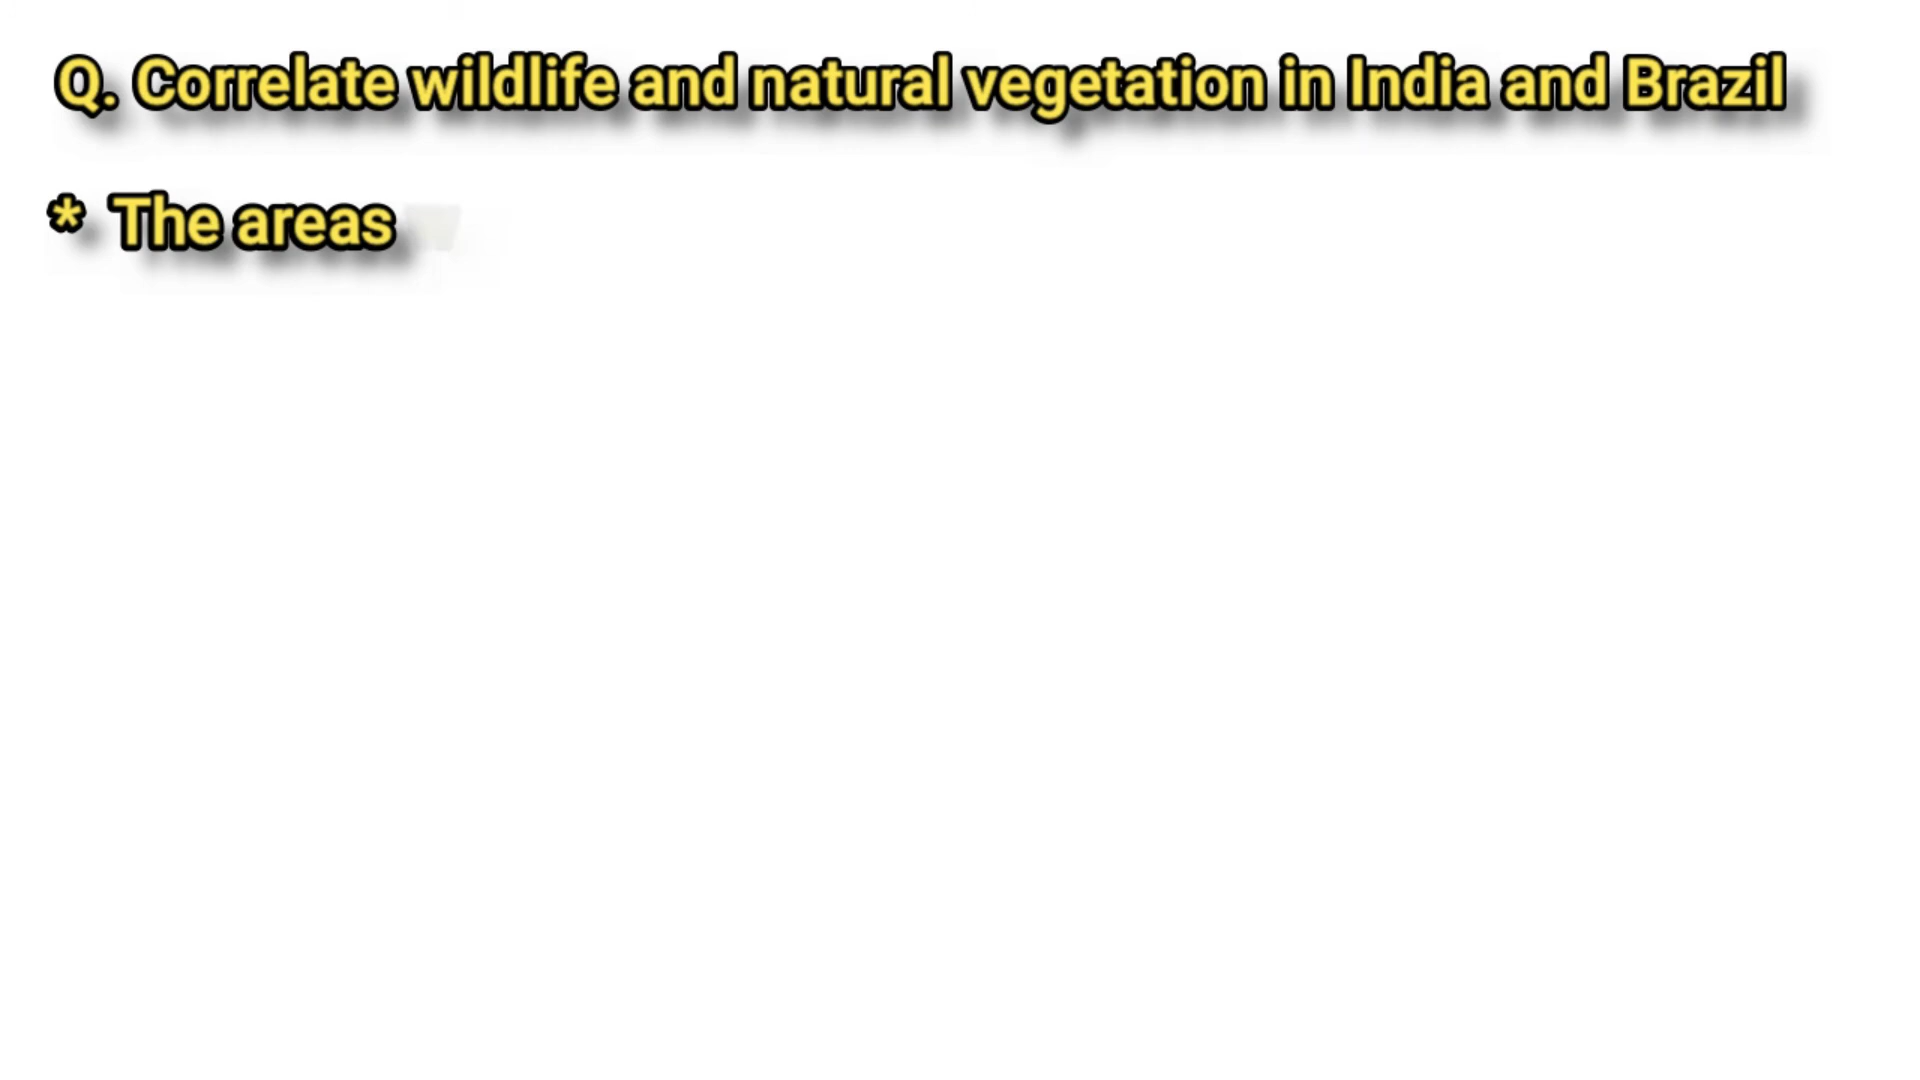 Q. Correlate wildlife and natural vegetation in India and Brazil
* The areas